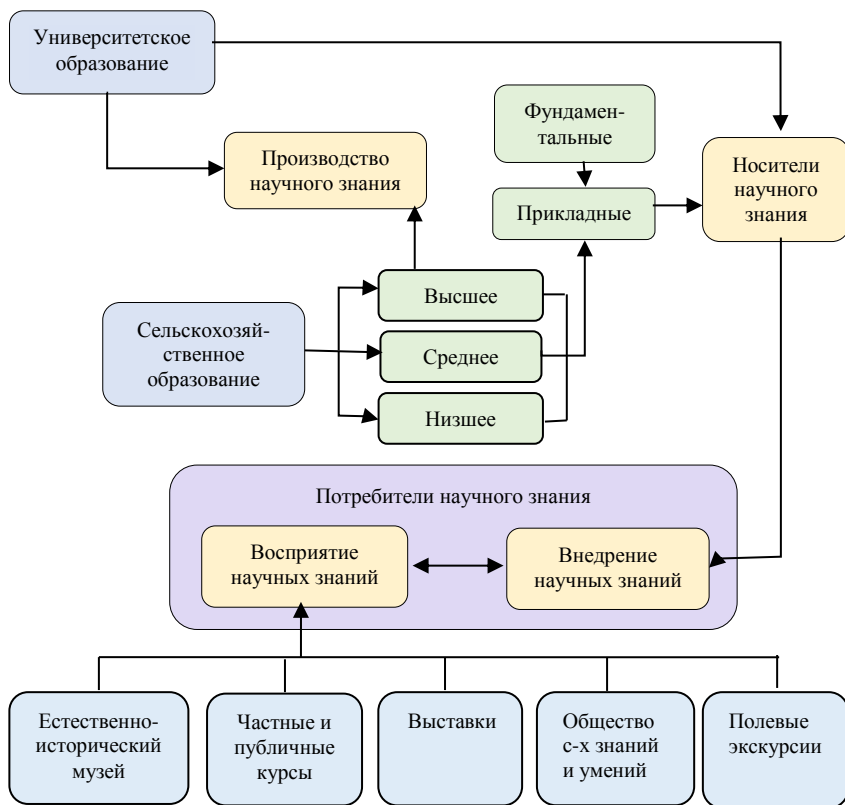 Университетское
образование
Фундамен-
тальные
Производство
научного знания
Носители
научного
знания
Прикладные
Высшее
Сельскохозяй-
ственное
образование
Среднее
Низшее
Потребители научного знания
Восприятие
научных знаний
Внедрение
научных знаний
Естественно-
исторический
музей
Частные и
публичные
курсы
Выставки
Общество
с-х знаний
и умений
Полевые
экскурсии